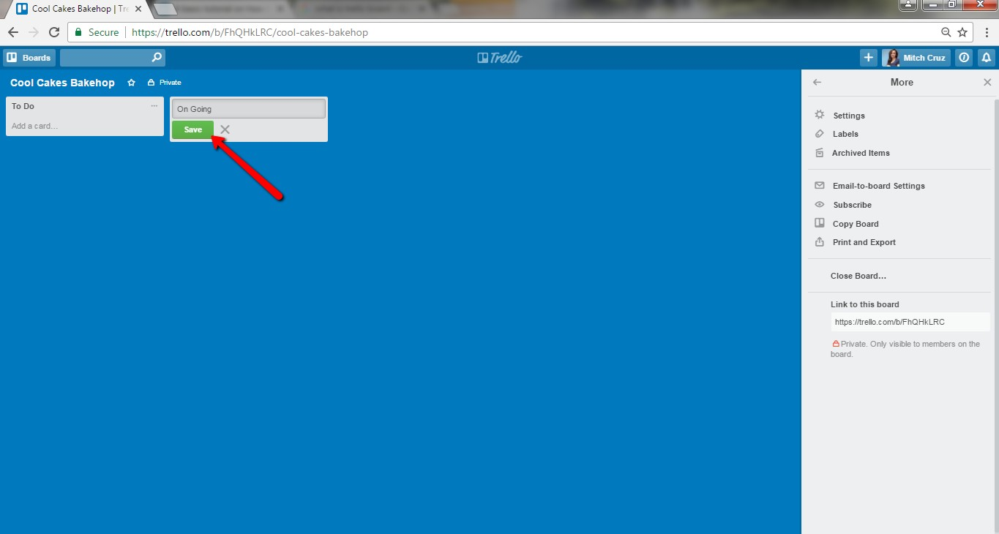 Cool Cakes Bakehop | Tre
Secure https://trello.com/b/FhQHkLRC/cool-cakes-bakehop
Boards
Trello
Mitch Cruz
Cool Cakes Bakehop
Private
To Do
Add a card...
On Going
Save
More
Settings
Labels
Archived Items
Email-to-board Settings
Subscribe
Copy Board
Print and Export
Close Board...
Link to this board
https://trello.com/b/FhQHkLRC
Private. Only visible to members on the
board.